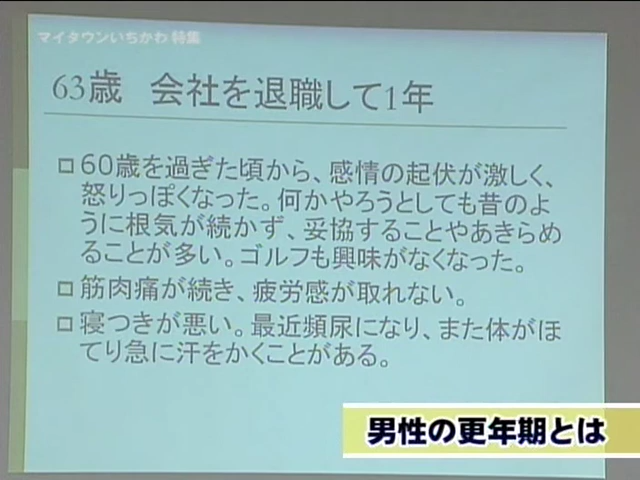 マイタウンいちかわ 特集
63歳　会社を退職して1年
□ 60歳を過ぎた頃から、感情の起伏が激しく、
怒りっぽくなった。何かやろうとしても昔のよ
うに根気が続かず、妥協することやあきらめ
ることが多い。ゴルフも興味がなくなった。
□ 筋肉痛が続き、疲労感が取れない。
□ 寝つきが悪い。最近頻尿になり、また体がほ
てり急に汗をかくことがある。
男性の更年期とは